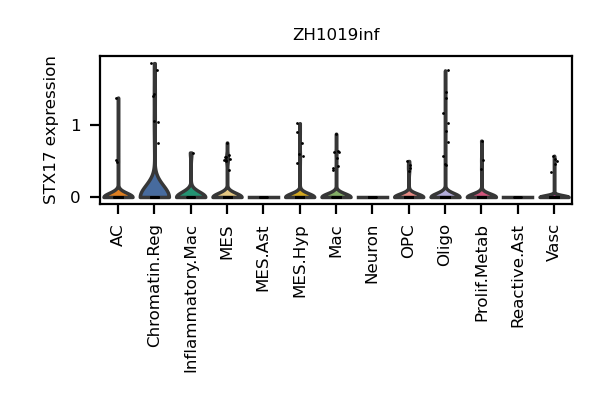 ZH1019inf
STX17 expression
1
0
AC
Chromatin.Reg
Inflammatory.Mac
MES
MES.Ast
MES.Hyp
Mac
Neuron
OPC
Oligo
Prolif.Metab
Reactive.Ast
Vasc